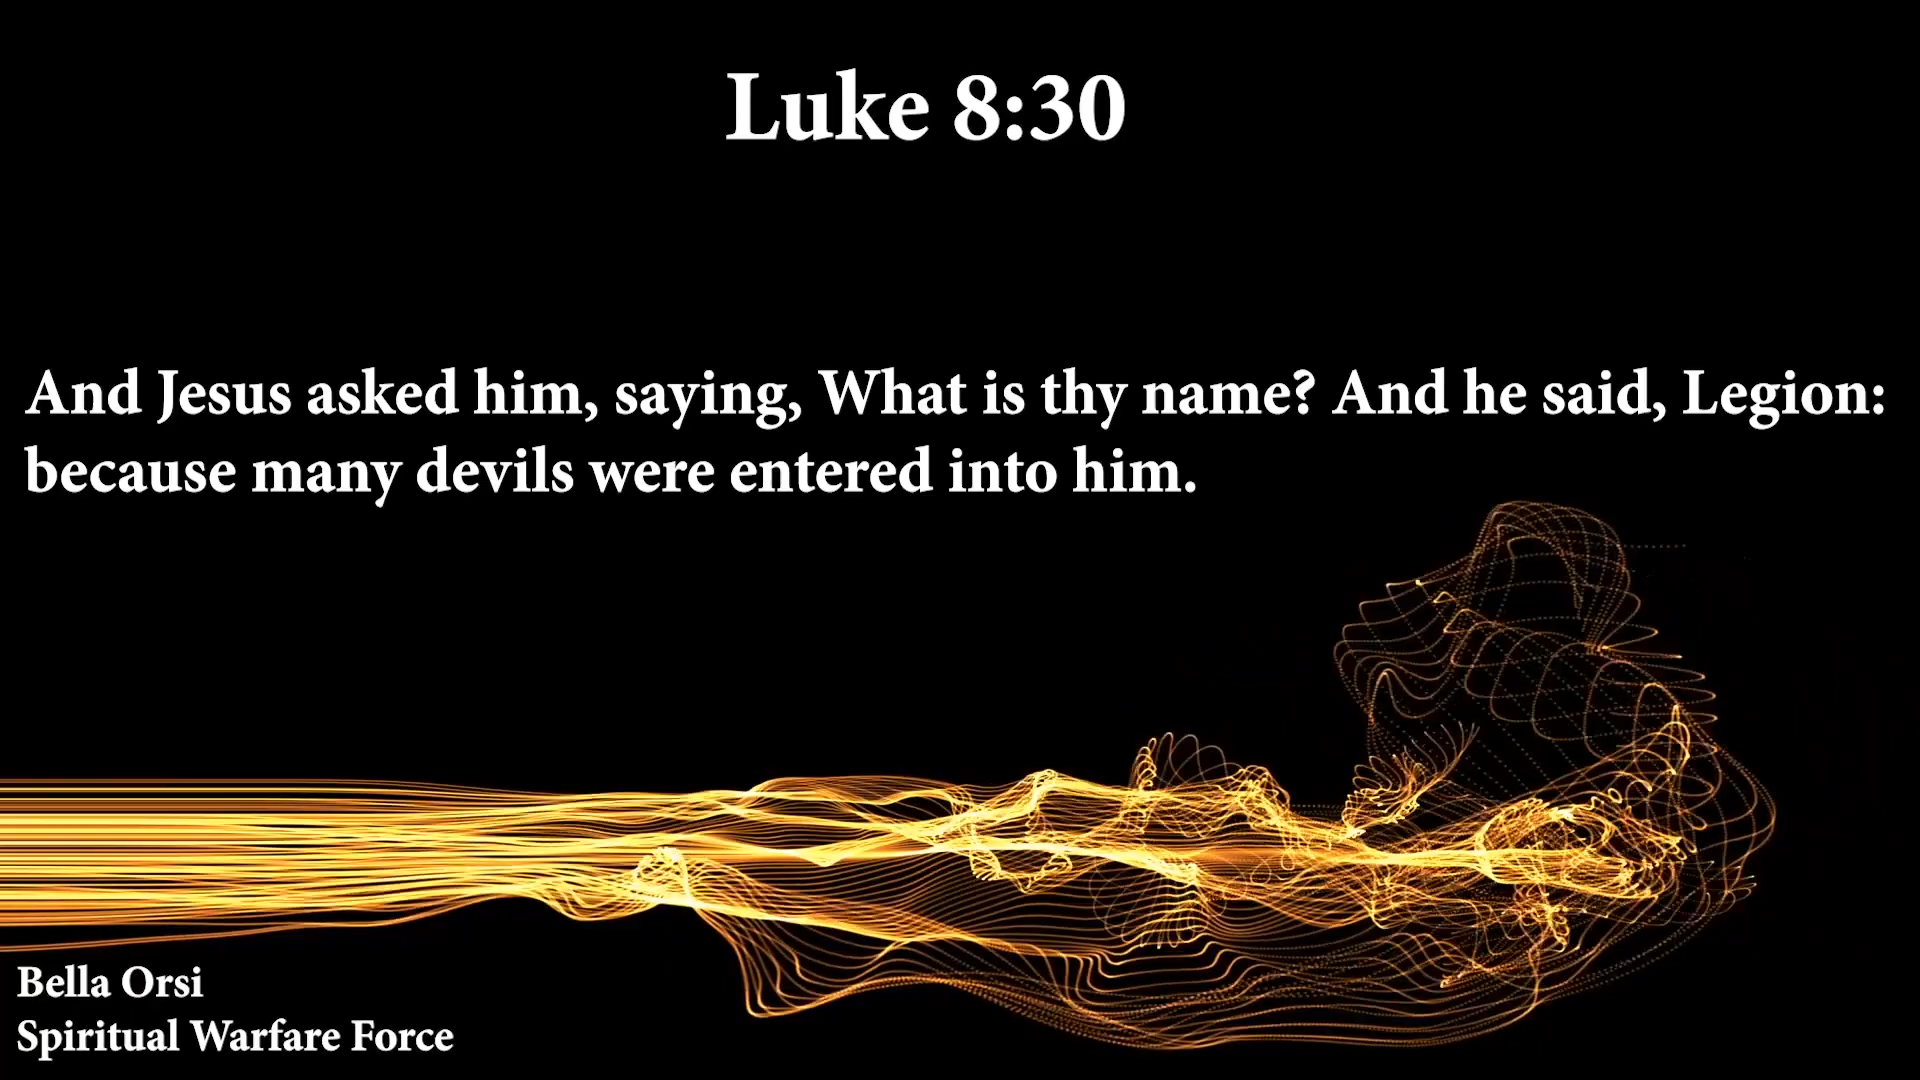 Luke 8:30
And Jesus asked him, saying, What is thy name? And he said, Legion:
because many devils were entered into him.
Bella Orsi
Spiritual Warfare Force